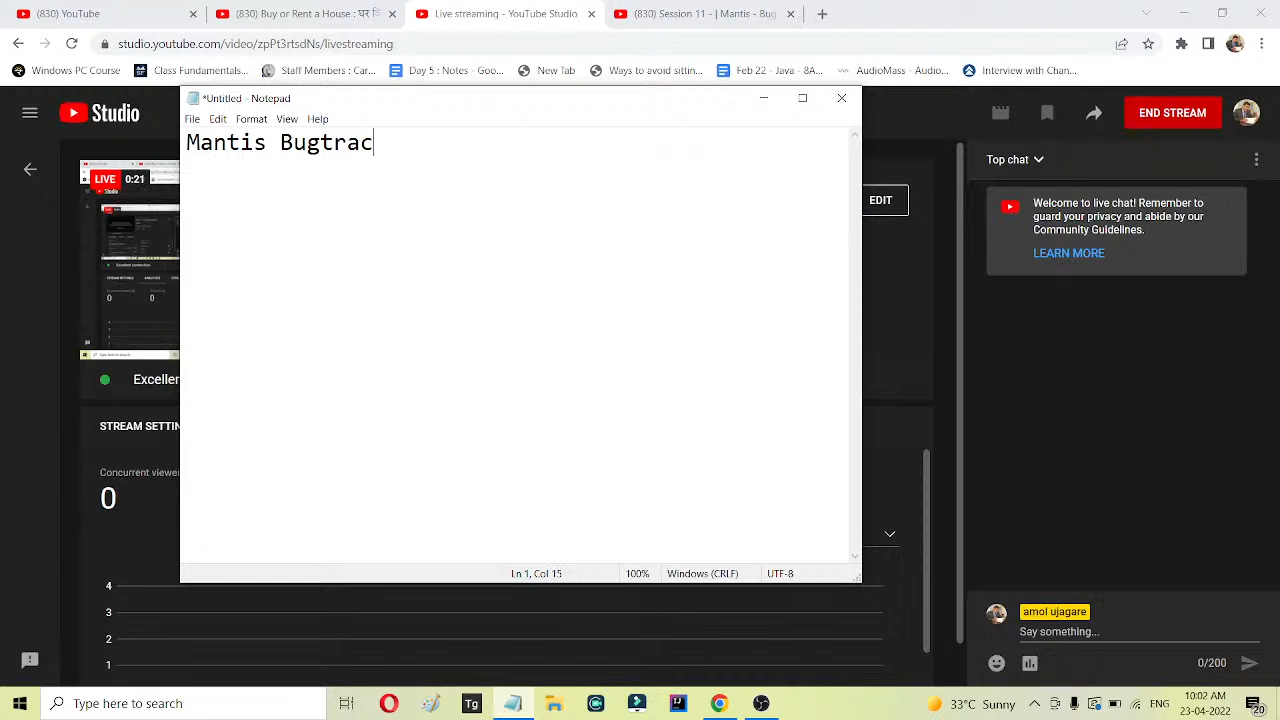 (830) YouTube
(830) Buy or Rent a House
Live streaming - YouTube Studio
(830) Session 11 - | Mantis - Bug
studio.youtube.com/video/zpPt3rtsdNs/livestreaming
Windows PC Course
Class Fundamentals...
Staff Members : Car...
Day 5 : Notes - Goo...
New Tab
Ways to avoid sittin...
Feb 22 - Java - 8A...
AudioMass - Audio...
Interview with Chan...
*Untitled - Notepad
File Edit Format View Help
Mantis Bugtrac
Ln 1, Col 15
100%
Windows (CRLF)
UTF-8
Studio
END STREAM
LIVE 0:21
Excellent connection.
DIT
Exceller
STREAM SETTIN
Concurrent viewer
0
4
3
2
1
Top
Welcome to live chat! Remember to
guard your privacy and abide by our
Community Guidelines.
LEARN MORE
amol ujagare
Say something...
0/200
Type here to search
Tg
33°C Sunny
10:02 AM
23-04-2022
20